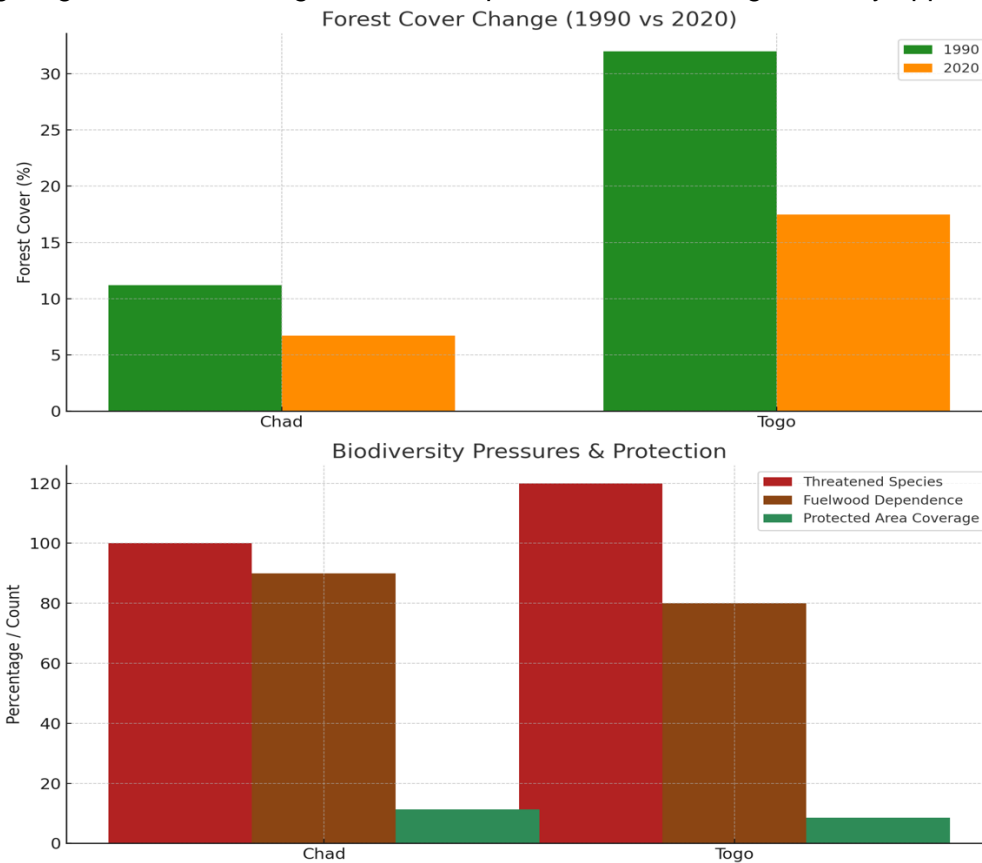 Forest Cover Change (1990 vs 2020)
1990
2020
30
25
20
15
10
5
0
Forest Cover (%)
Chad
Togo
Biodiversity Pressures & Protection
Threatened Species
Fuelwood Dependence
Protected Area Coverage
120
100
80
60
40
20
0
Percentage / Count
Chad
Togo